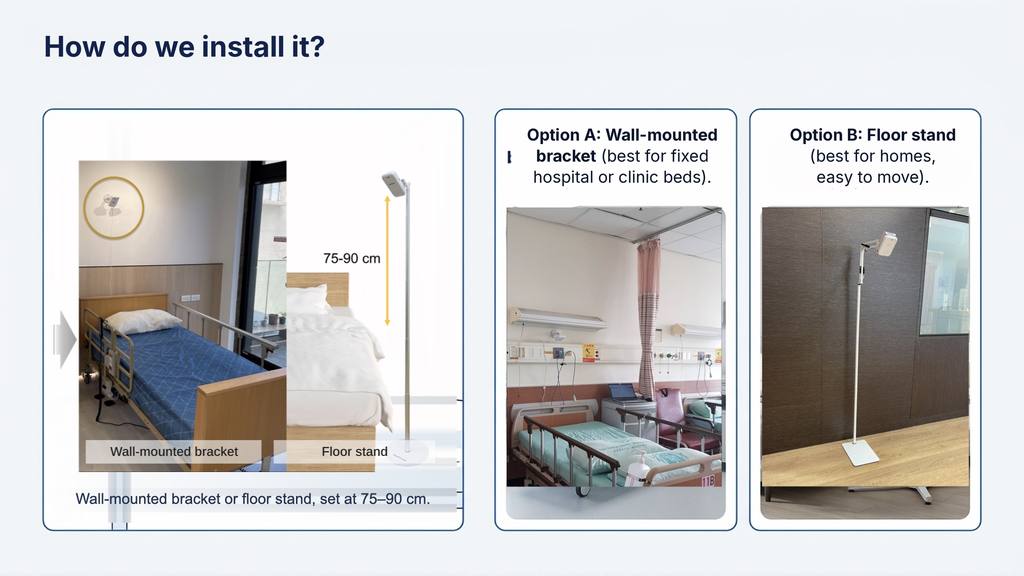 How do we install it?
75-90 cm
Wall-mounted bracket
Floor stand
Wall-mounted bracket or floor stand, set at 75–90 cm.
Option A: Wall-mounted
bracket (best for fixed
hospital or clinic beds).
11B
Option B: Floor stand
(best for homes,
easy to move).